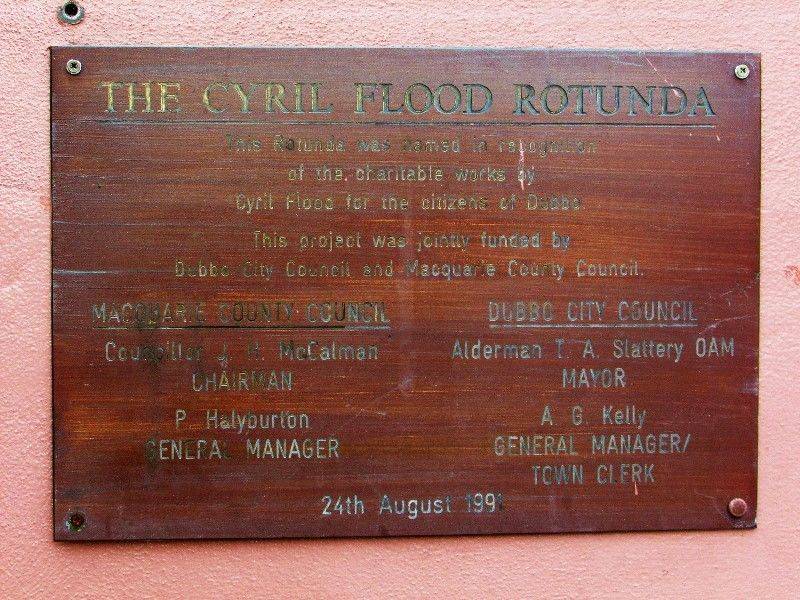 THE CYRIL FLOOD ROTUNDA
This Rotunda was named in recognition
of the charitable works by
Cyril Flood for the citizens of Dubbo.
This project was jointly funded by
Dubbo City Council and Macquarie County Council.
MACQUARIE COUNTY COUNCIL
Councillor J. H. McCalman
CHAIRMAN
P. Halyburton
GENERAL MANAGER
DUBBO CITY COUNCIL
Alderman T. A. Slattery OAM
MAYOR
A G. Kelly
GENERAL MANAGER/
TOWN CLERK
24th August 1991